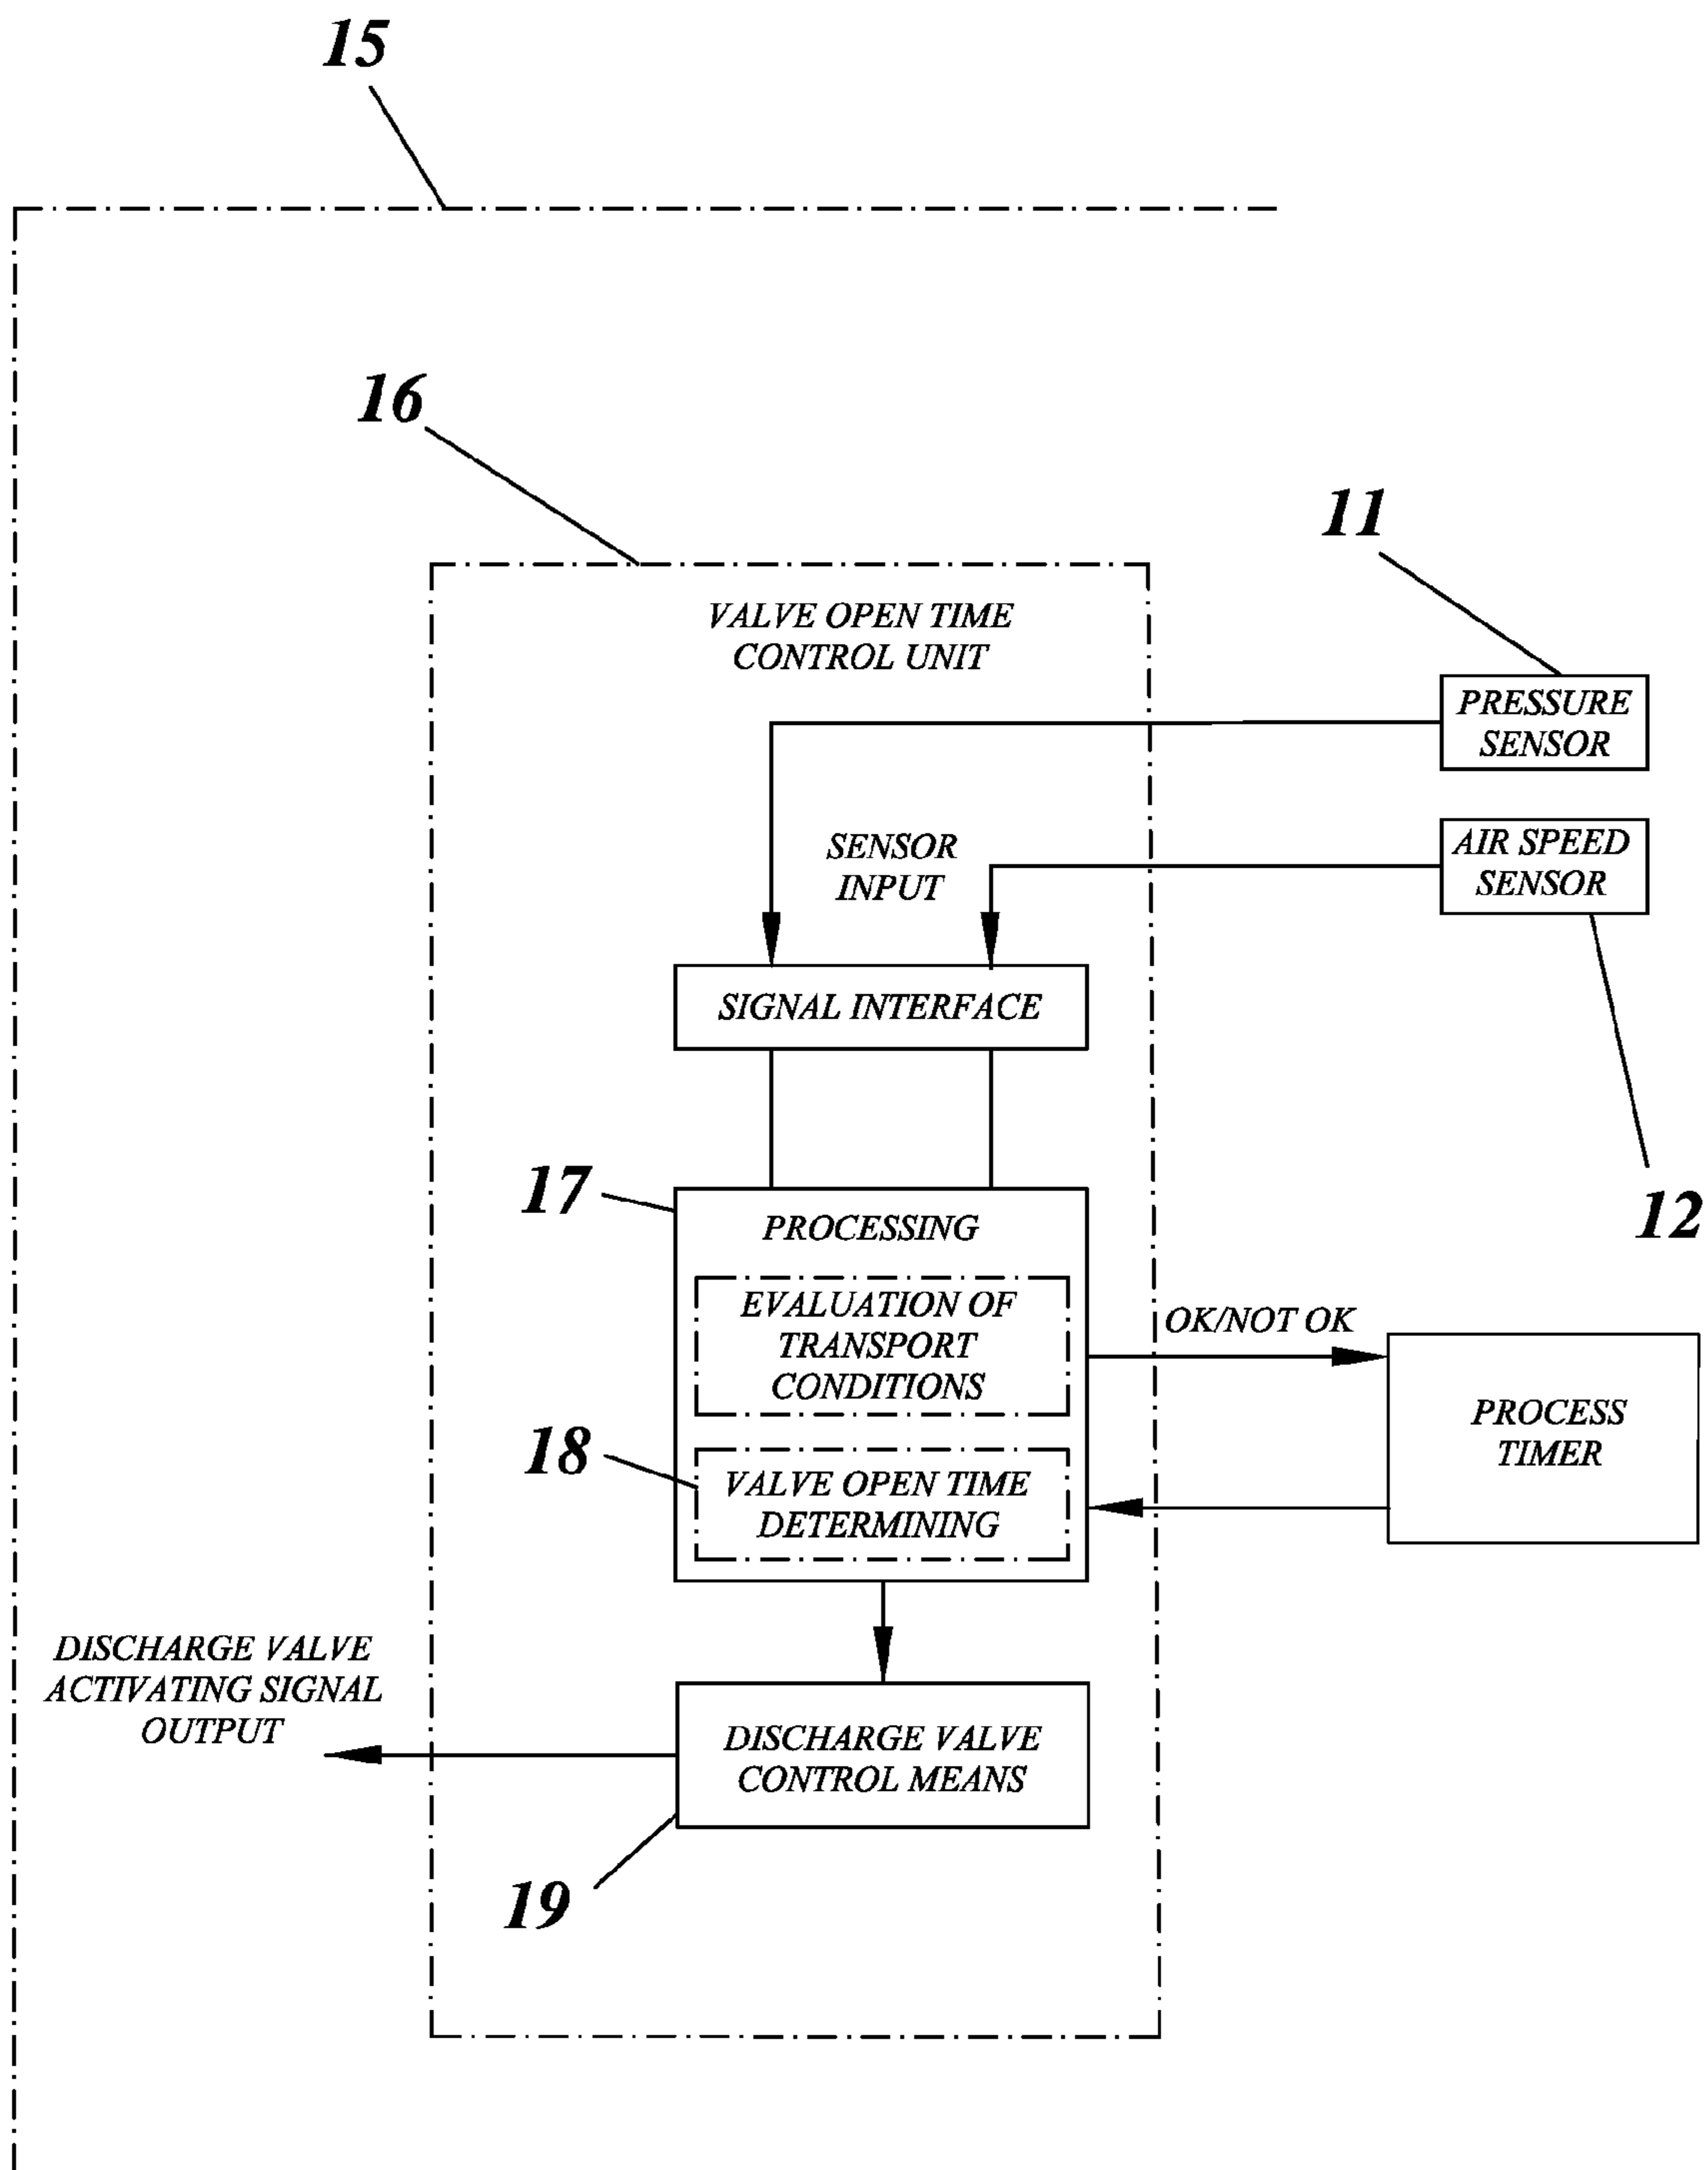 15
16
11
VALVE OPEN TIME
CONTROL UNIT
PRESSURE
SENSOR
SENSOR
INPUT
AIR SPEED
SENSOR
SIGNAL INTERFACE
17
12
PROCESSING
EVALUATION OF
TRANSPORT
CONDITIONS
OK/NOT OK
PROCESS
TIMER
18
VALVE OPEN TIME
DETERMINING
DISCHARGE VALVE
ACTIVATING SIGNAL
OUTPUT
DISCHARGE VALVE
CONTROL MEANS
19